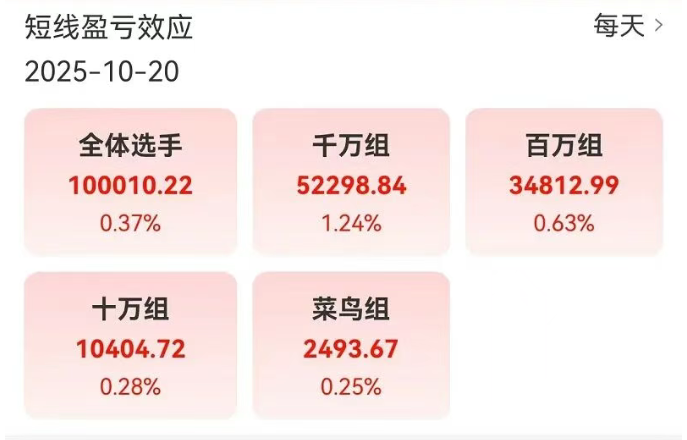 短线盈亏效应
每天 >
2025-10-20
全体选手
100010.22
0.37%
千万组
52298.84
1.24%
百万组
34812.99
0.63%
十万组
10404.72
0.28%
菜鸟组
2493.67
0.25%